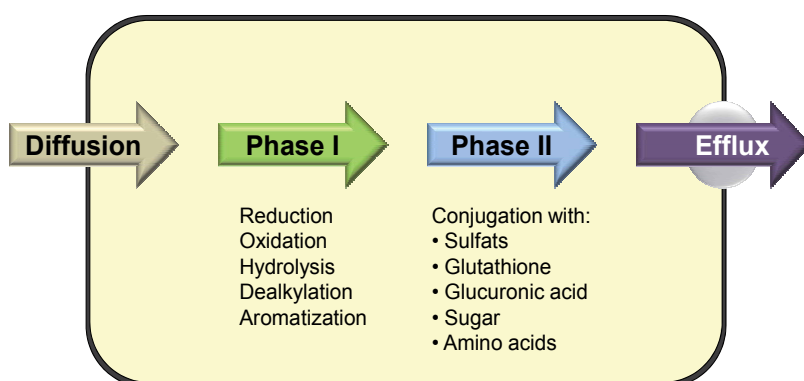 Diffusion
Phase I
Phase II
Efflux
Reduction
Oxidation
Hydrolysis
Dealkylation
Aromatization
Conjugation with:
• Sulfats
• Glutathione
• Glucuronic acid
• Sugar
• Amino acids